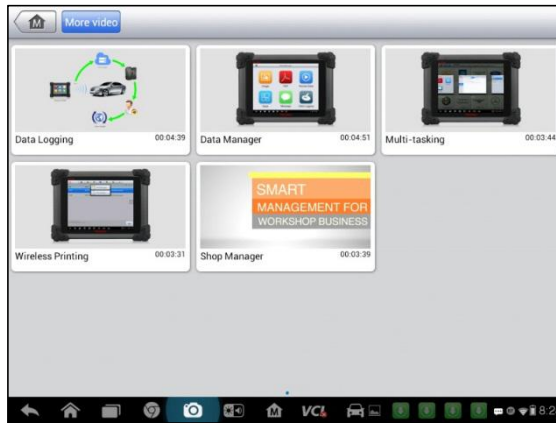 More video
Data Logging 00:04:39
Data Manager 00:04:51
Multi-tasking 00:03:44
SMART
MANAGEMENT FOR
WORKSHOP BUSINESS
Wireless Printing 00:03:31
Shop Manager 00:03:39
VCI